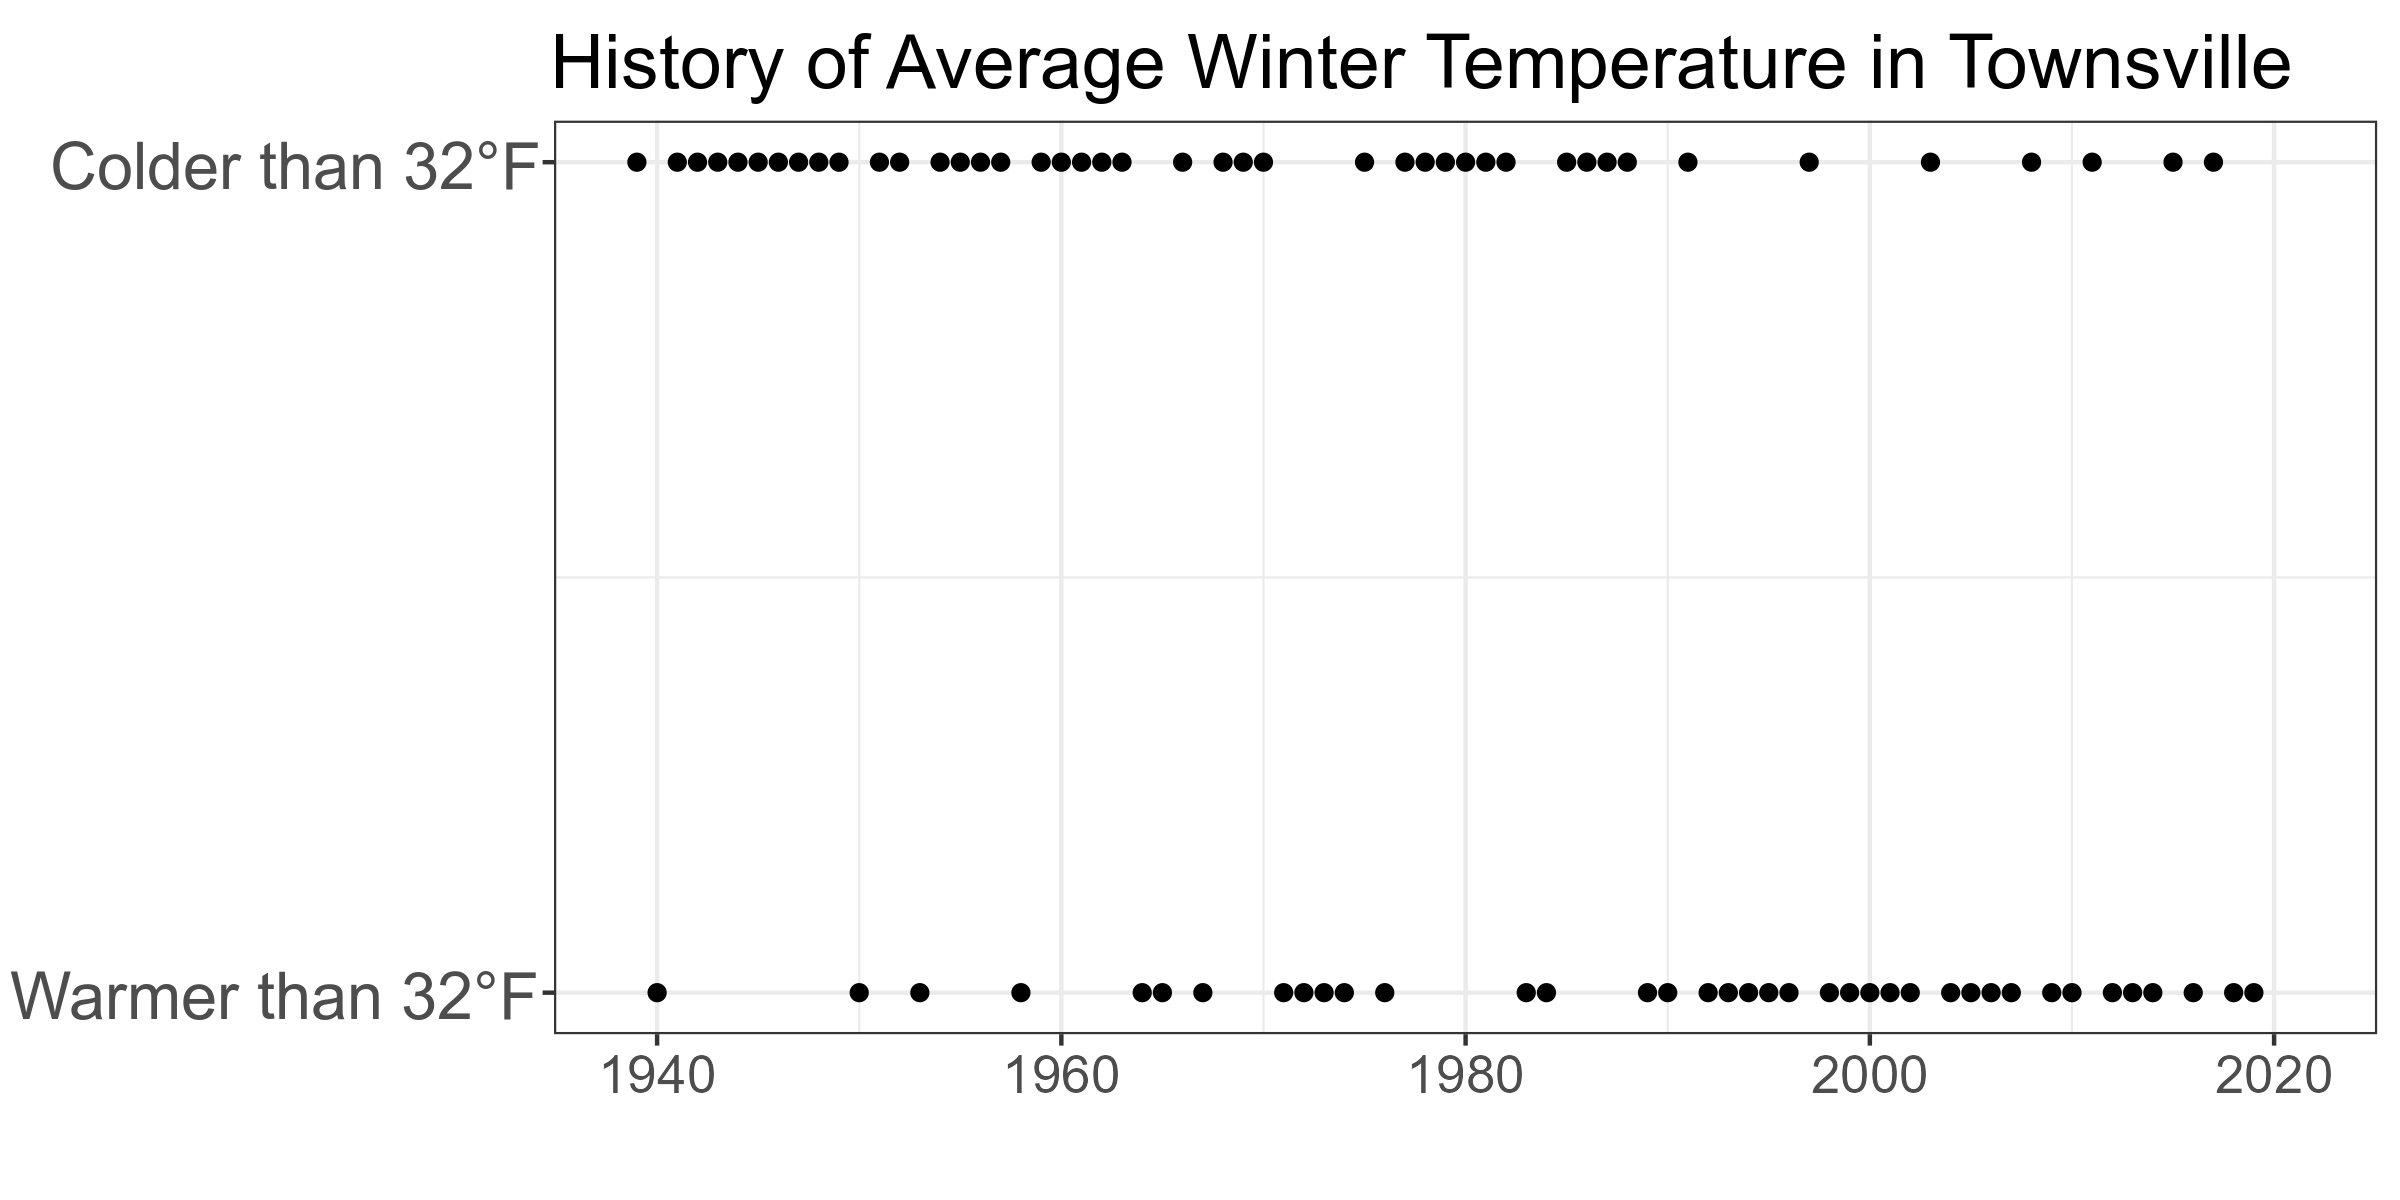 History of Average Winter Temperature in Townsville
Colder than 32°F
Warmer than 32°F
1940 1960 1980 2000 2020